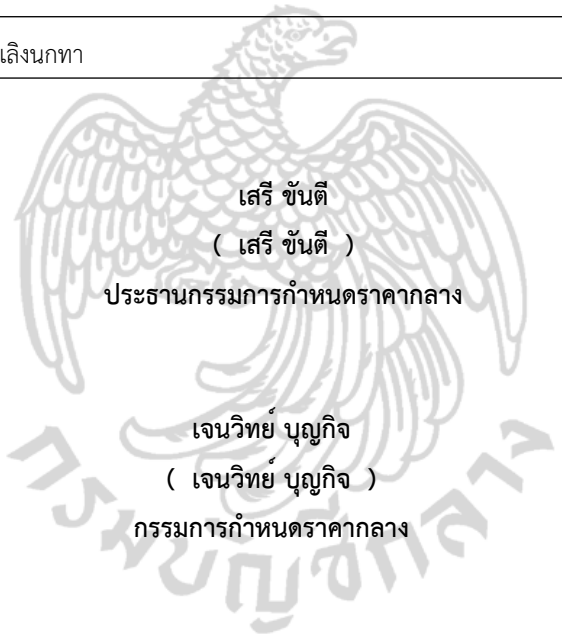 เลิงนกทา
เสรี ขันตี
( เสรี ขันตี )
ประธานกรรมการกำหนดราคากลาง
เจนวิทย์ บุญกิจ
( เจนวิทย์ บุญกิจ )
กรรมการกำหนดราคากลาง
กรมบัญชีกลาง